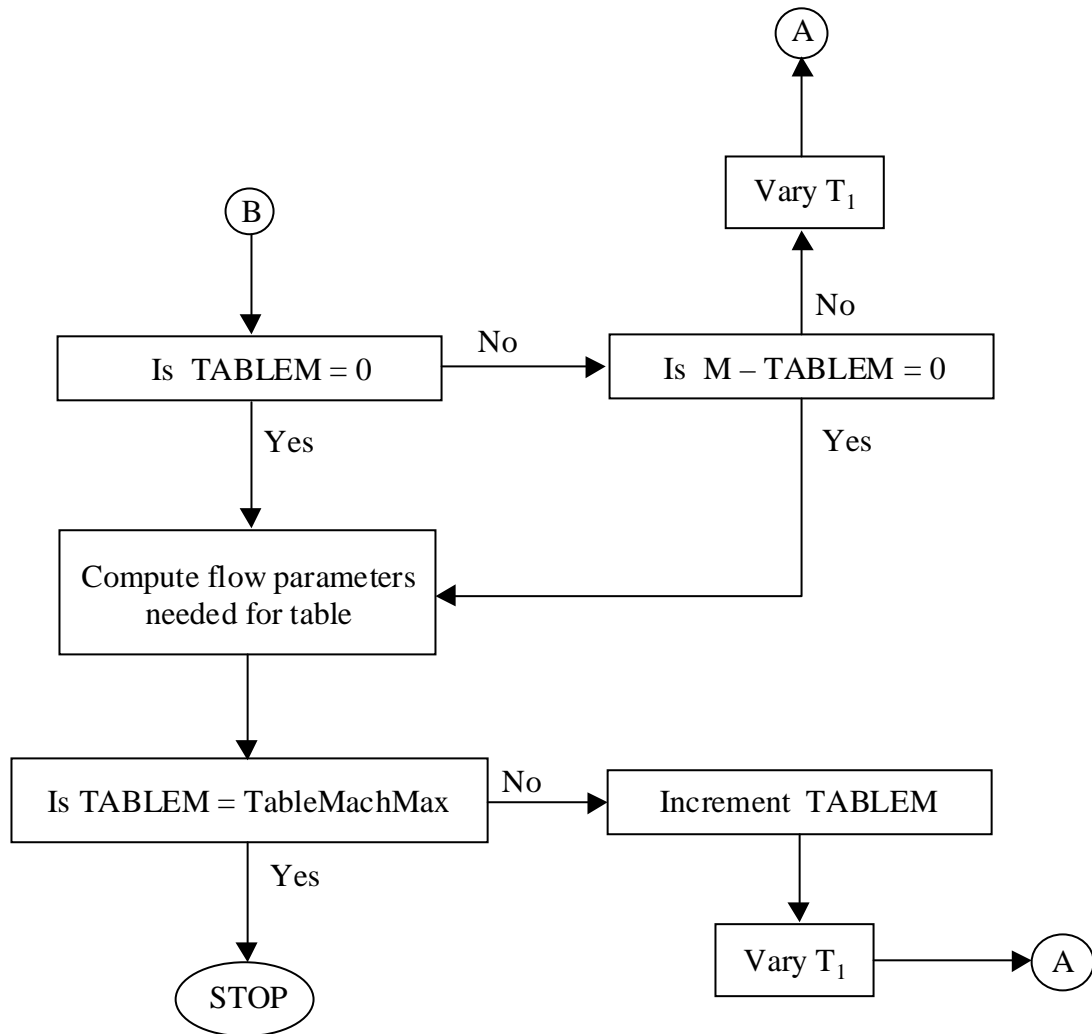 A
Vary T₁
B
No
No
Is TABLEM = 0
Is M – TABLEM = 0
Yes
Yes
Compute flow parameters
needed for table
Is TABLEM = TableMachMax
No
Increment TABLEM
Yes
Vary T₁
A
STOP